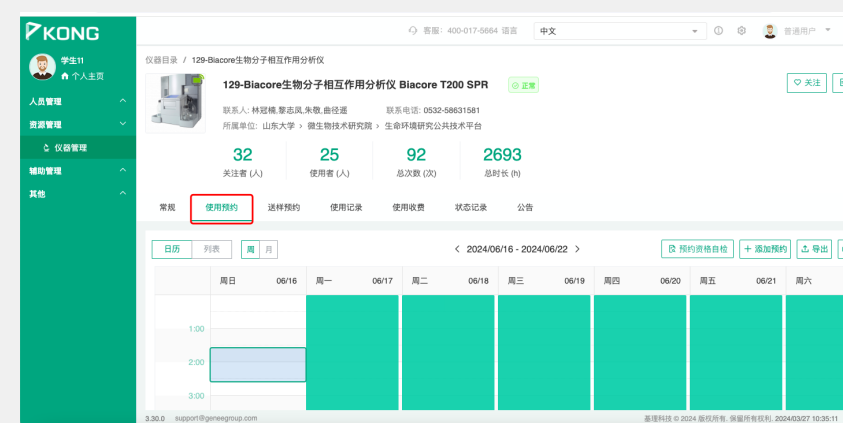 KONG
客服：400-017-5664 语言 中文 普通用户
学生11
个人主页
人员管理
资源管理
仪器管理
辅助管理
其他
仪器目录 / 129-Biacore生物分子相互作用分析仪
129-Biacore生物分子相互作用分析仪 Biacore T200 SPR 正常
关注
联系人: 林冠楠,黎志凤,朱敬,曲径遥 联系电话: 0532-58631581
所属单位: 山东大学 > 微生物技术研究院 > 生命环境研究公共技术平台
32 25 92 2693
关注者 (人) 使用者 (人) 总次数 (次) 总时长 (h)
常规 使用预约 送样预约 使用记录 使用收费 状态记录 公告
日历 列表 周 月 < 2024/06/16 - 2024/06/22 > 预约资格自检 + 添加预约 导出
周日 06/16 周一 06/17 周二 06/18 周三 06/19 周四 06/20 周五 06/21 周六
1:00
2:00
3:00
3.30.0 support@geneegroup.com 基理科技 © 2024 版权所有. 保留所有权利. 2024/03/27 10:35:11